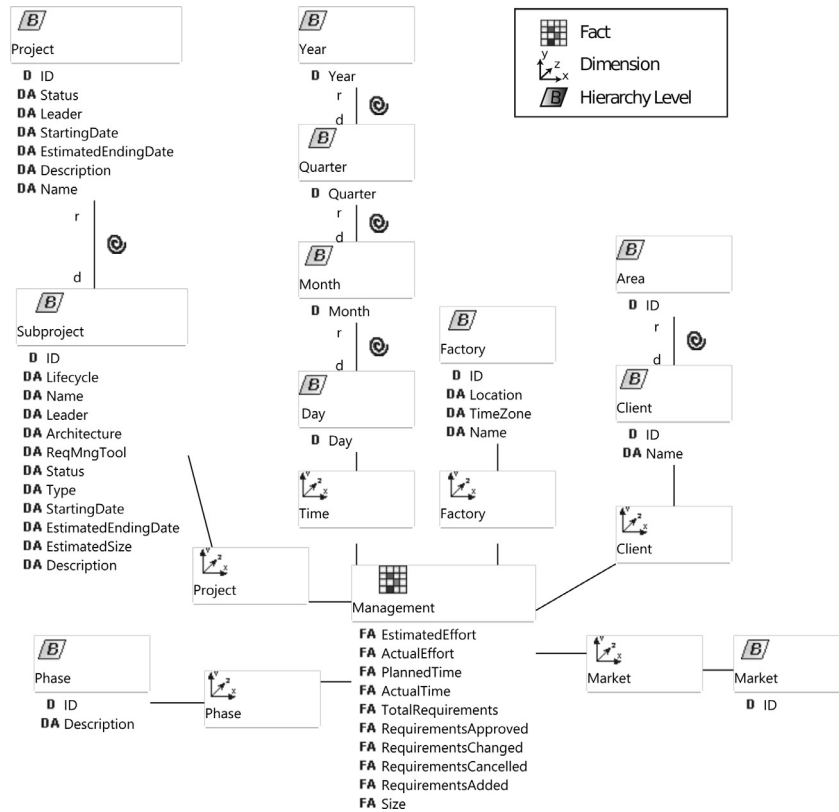 Project
D ID
DA Status
DA Leader
DA StartingDate
DA EstimatedEndingDate
DA Description
DA Name
r
d
Subproject
D ID
DA Lifecycle
DA Name
DA Leader
DA Architecture
DA ReqMngTool
DA Status
DA Type
DA StartingDate
DA EstimatedEndingDate
DA EstimatedSize
DA Description
Year
D Year
r
d
Quarter
D Quarter
r
d
Month
D Month
r
d
Day
D Day
Time
Fact
Dimension
Hierarchy Level
Factory
D ID
DA Location
DA TimeZone
DA Name
Factory
Area
D ID
r
d
Client
D ID
DA Name
Client
Project
Management
FA EstimatedEffort
FA ActualEffort
FA PlannedTime
FA ActualTime
FA TotalRequirements
FA RequirementsApproved
FA RequirementsChanged
FA RequirementsCancelled
FA RequirementsAdded
FA Size
Phase
D ID
DA Description
Phase
Market
Market
D ID